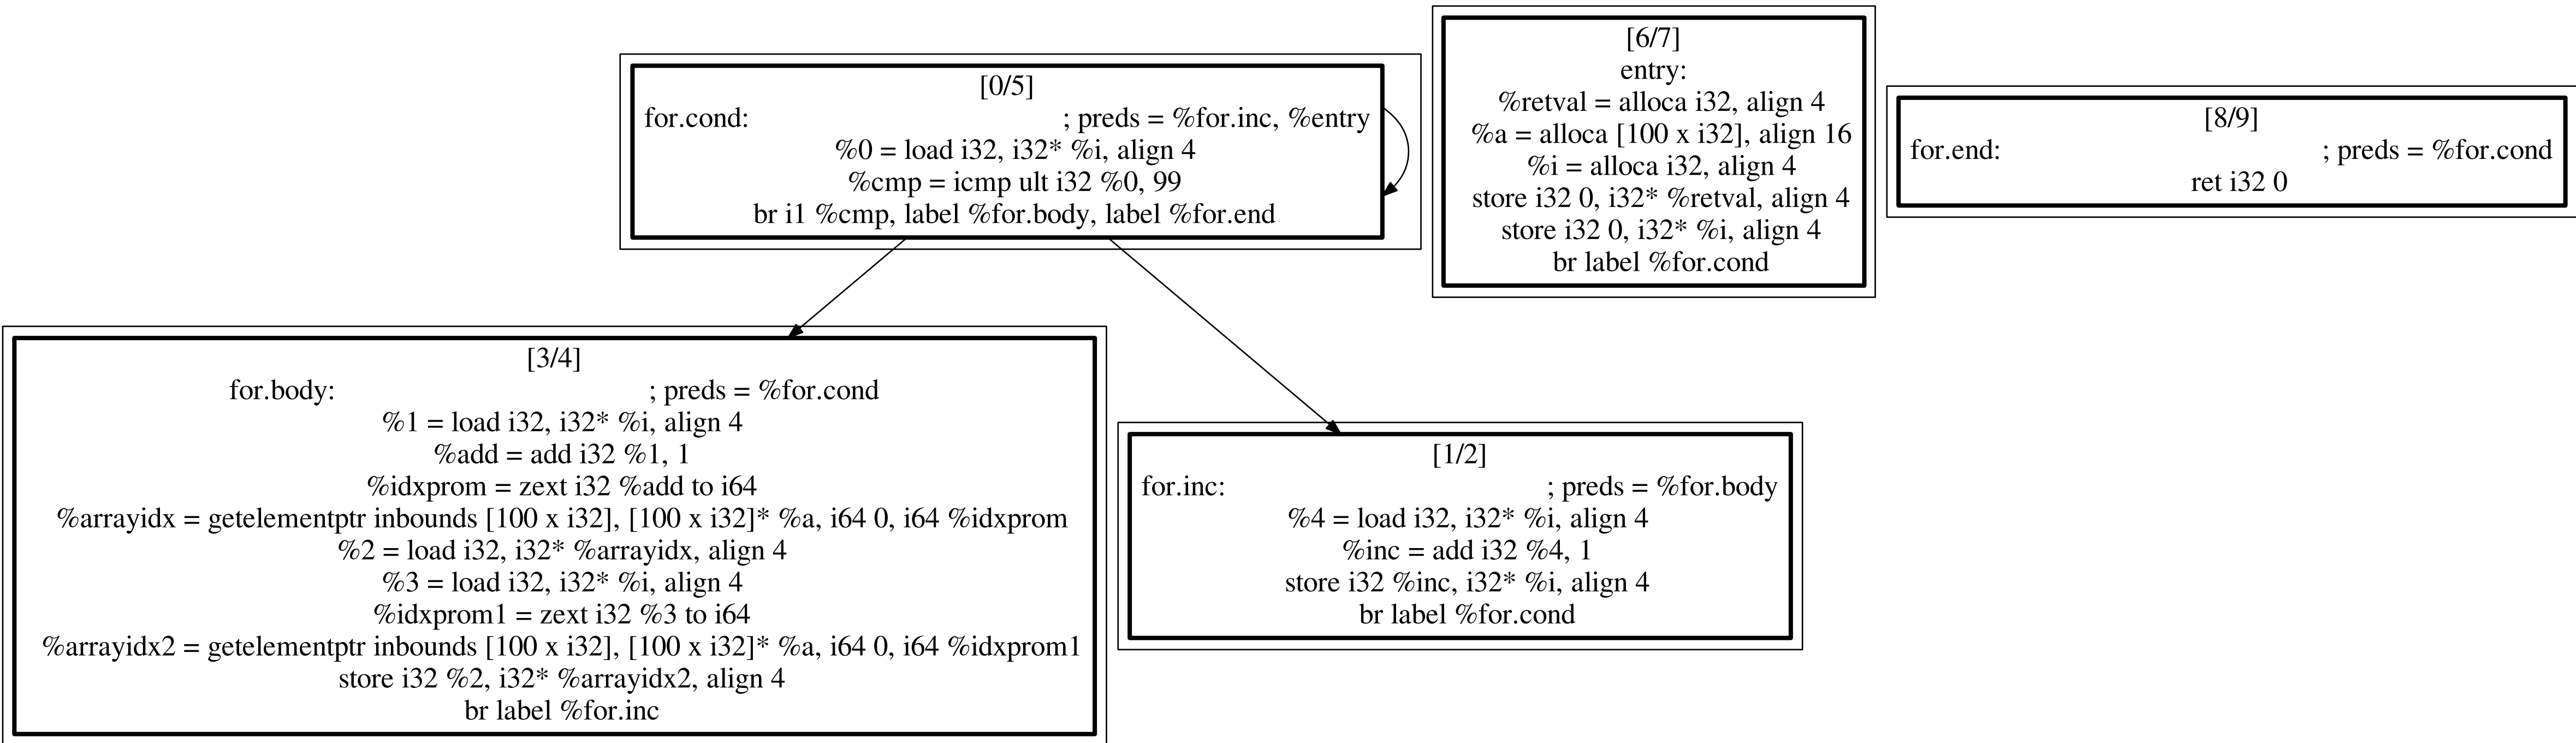 [0/5]
for.cond: ; preds = %for.inc, %entry
%0 = load i32, i32* %i, align 4
%cmp = icmp ult i32 %0, 99
br i1 %cmp, label %for.body, label %for.end
[6/7]
entry:
%retval = alloca i32, align 4
%a = alloca [100 x i32], align 16
%i = alloca i32, align 4
store i32 0, i32* %retval, align 4
store i32 0, i32* %i, align 4
br label %for.cond
[8/9]
for.end: ; preds = %for.cond
ret i32 0
[3/4]
for.body: ; preds = %for.cond
%1 = load i32, i32* %i, align 4
%add = add i32 %1, 1
%idxprom = zext i32 %add to i64
%arrayidx = getelementptr inbounds [100 x i32], [100 x i32]* %a, i64 0, i64 %idxprom
%2 = load i32, i32* %arrayidx, align 4
%3 = load i32, i32* %i, align 4
%idxprom1 = zext i32 %3 to i64
%arrayidx2 = getelementptr inbounds [100 x i32], [100 x i32]* %a, i64 0, i64 %idxprom1
store i32 %2, i32* %arrayidx2, align 4
br label %for.inc
[1/2]
for.inc: ; preds = %for.body
%4 = load i32, i32* %i, align 4
%inc = add i32 %4, 1
store i32 %inc, i32* %i, align 4
br label %for.cond